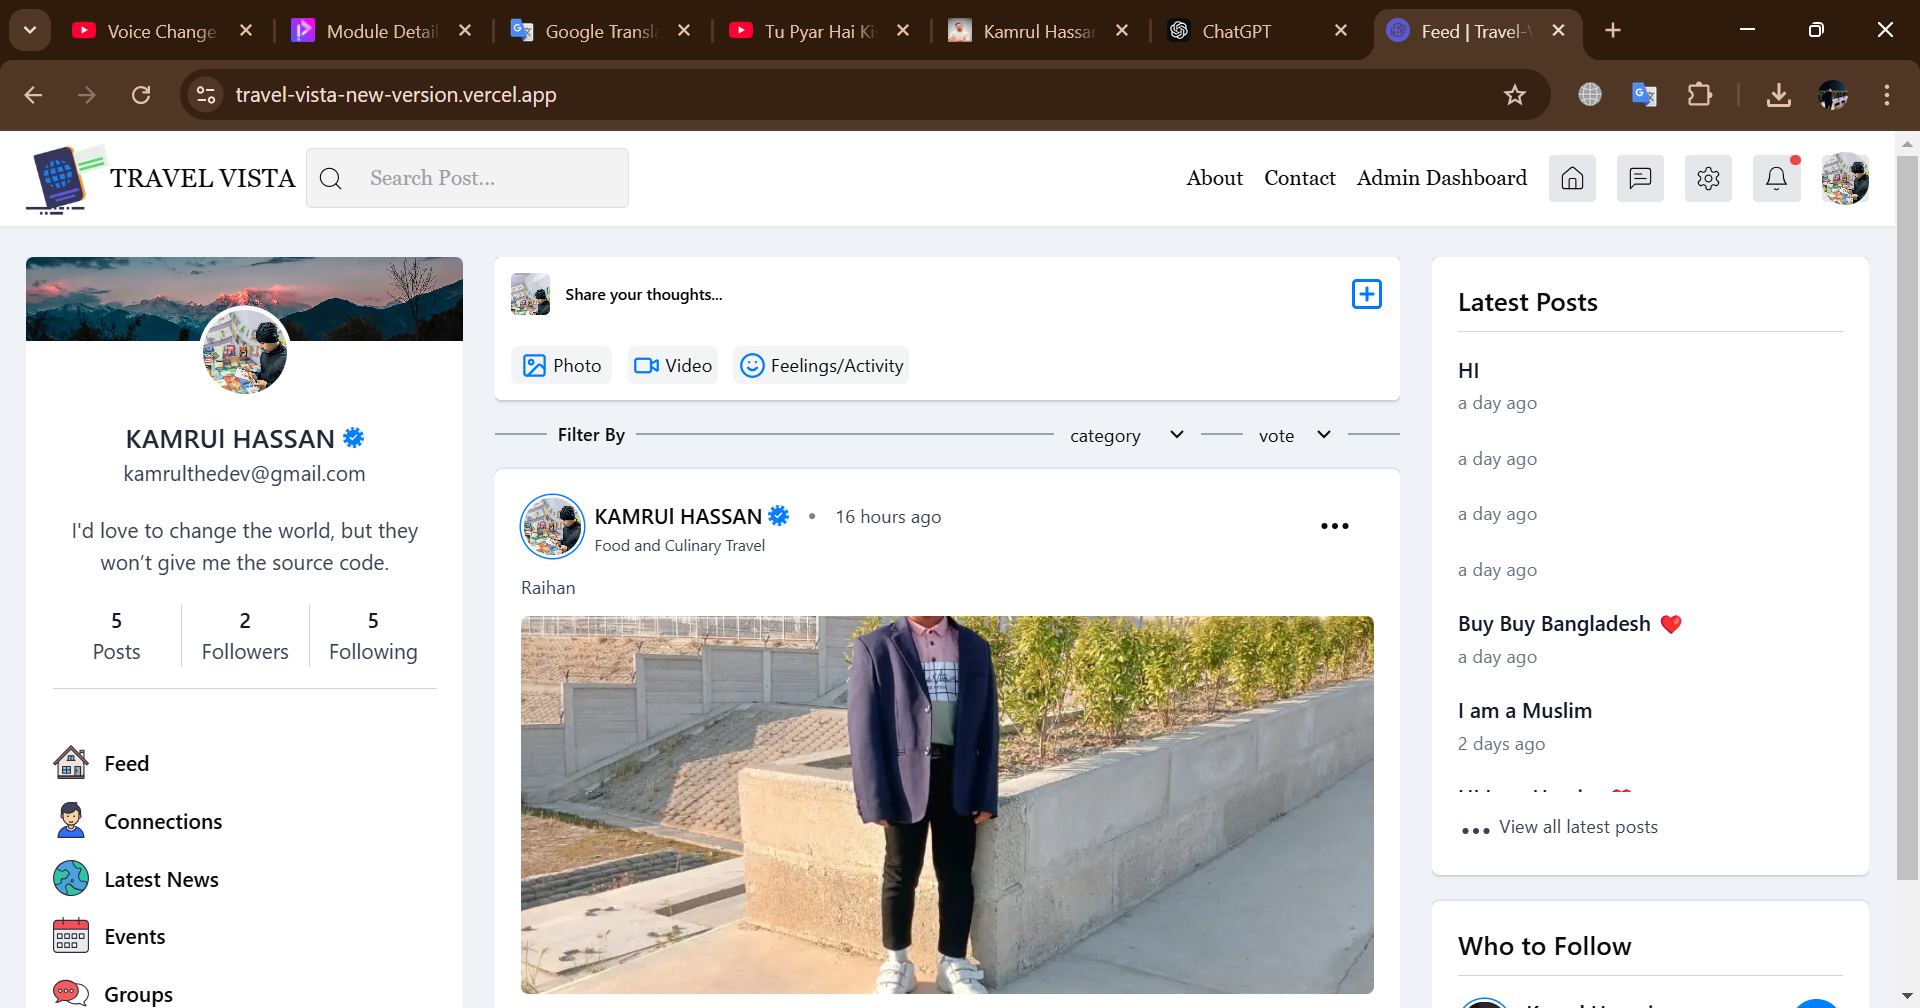 Voice Change
Module Detail
Google Transla
Tu Pyar Hai Ki
Kamrul Hassan
ChatGPT
Feed | Travel-V
travel-vista-new-version.vercel.app
TRAVEL VISTA
Search Post...
About
Contact
Admin Dashboard
KAMRUl HASSAN
kamrulthedev@gmail.com
I'd love to change the world, but they
won’t give me the source code.
5
2
5
Posts
Followers
Following
Feed
Connections
Latest News
Events
Groups
Share your thoughts...
Photo
Video
Feelings/Activity
Filter By
category
vote
KAMRUl HASSAN • 16 hours ago
Food and Culinary Travel
Raihan
Latest Posts
HI
a day ago
a day ago
a day ago
a day ago
Buy Buy Bangladesh ❤️
a day ago
I am a Muslim
2 days ago
View all latest posts
Who to Follow